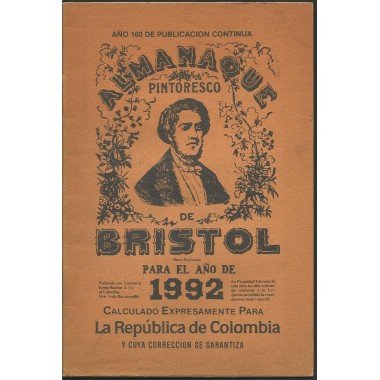 AÑO 160 DE PUBLICACION CONTINUA
ALMANAQUE
PINTORESCO
DE
BRISTOL
PARA EL AÑO DE
1992
CALCULADO EXPRESAMENTE PARA
La República de Colombia
Y CUYA CORRECCION SE GARANTIZA